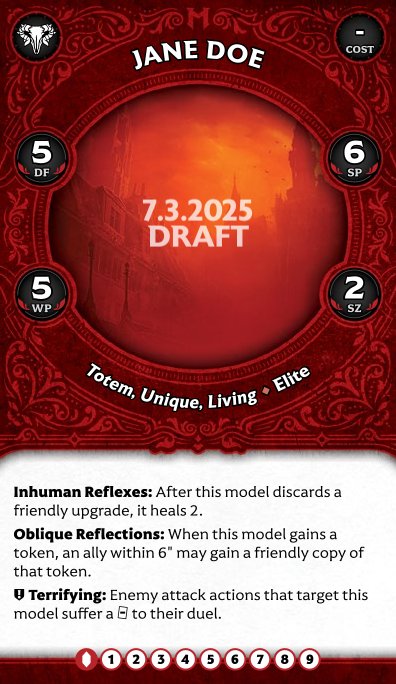 -
COST
JANE DOE
5
DF
6
SP
7.3.2025
DRAFT
5
WP
2
SZ
Totem, Unique, Living ♦ Elite
Inhuman Reflexes: After this model discards a
friendly upgrade, it heals 2.
Oblique Reflections: When this model gains a
token, an ally within 6" may gain a friendly copy of
that token.
Terrifying: Enemy attack actions that target this
model suffer a to their duel.
1 2 3 4 5 6 7 8 9